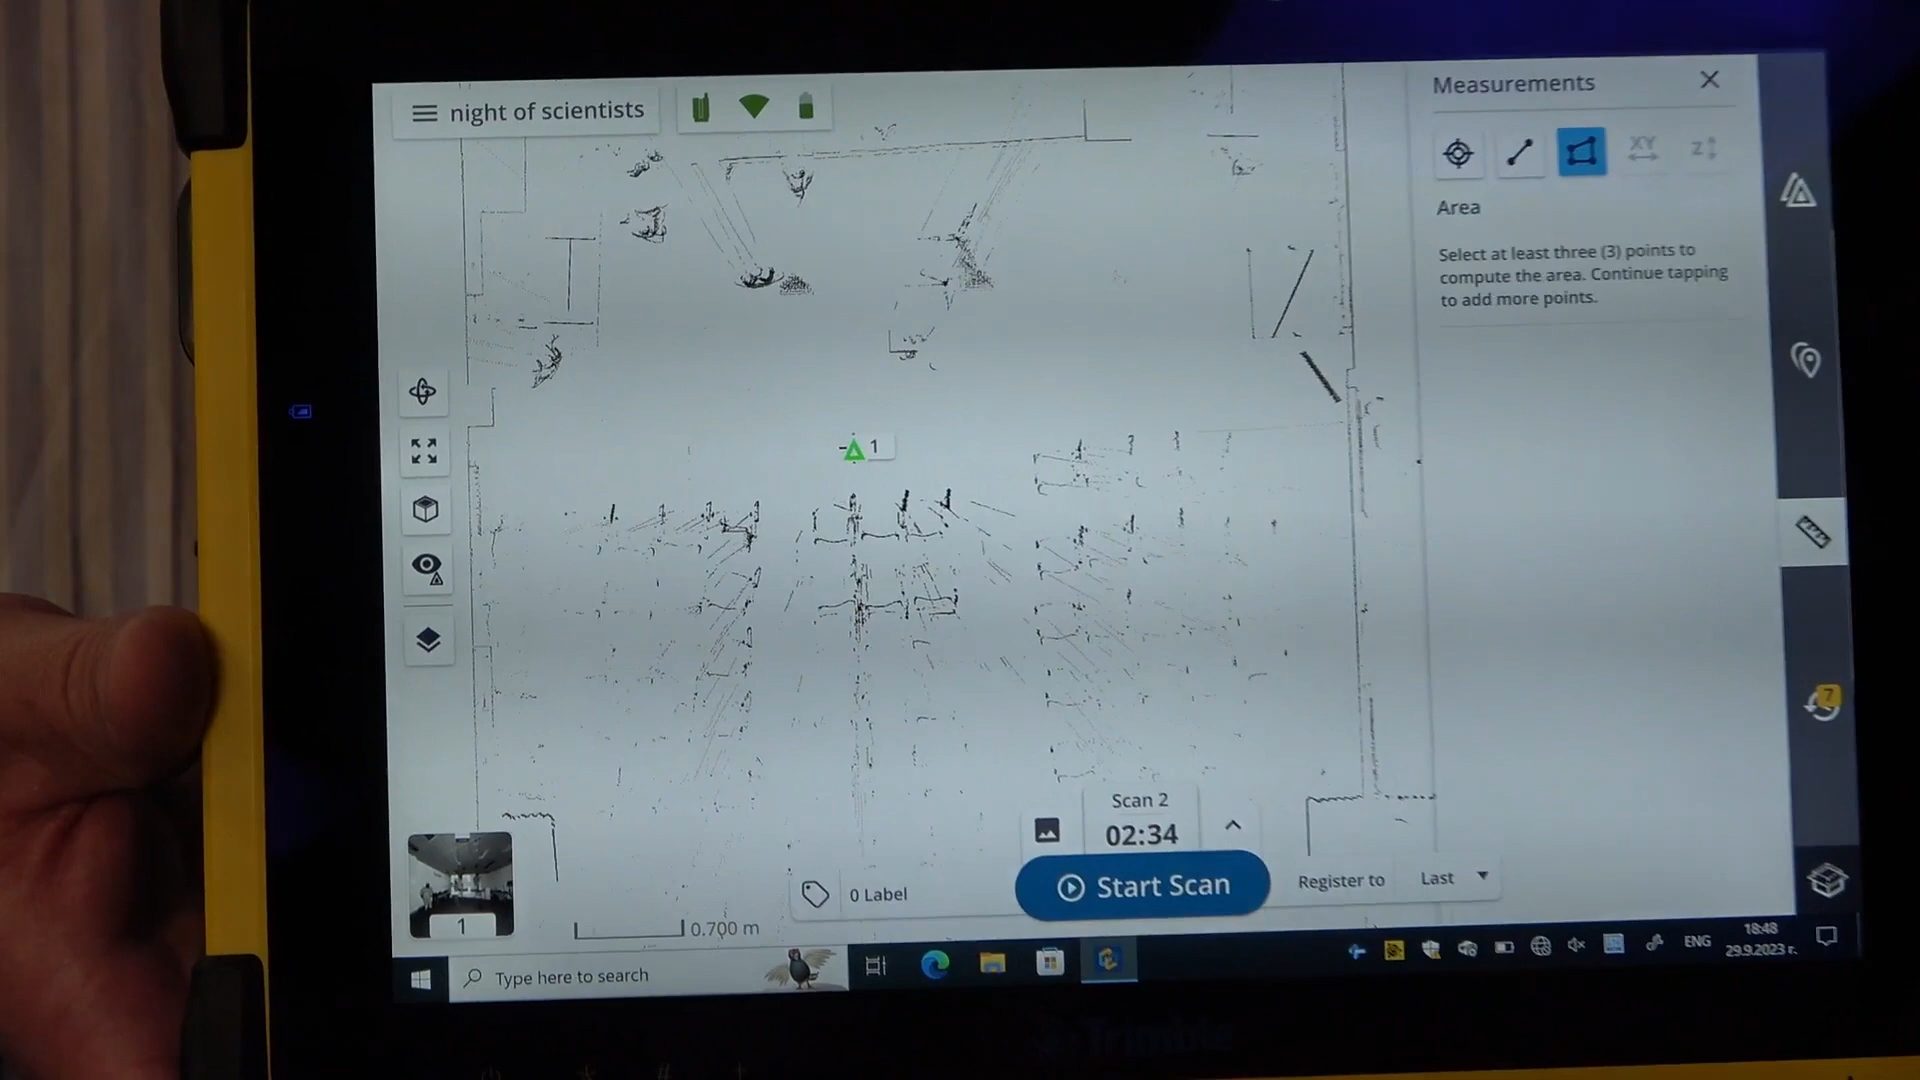 night of scientists
Measurements
XY
Z
Area
Select at least three (3) points to
compute the area. Continue tapping
to add more points.
1
7
Scan 2
02:34
Start Scan
Register to
Last
0 Label
1
0.700 m
Type here to search
ENG
18:48
29.9.2023 г.
Trimble